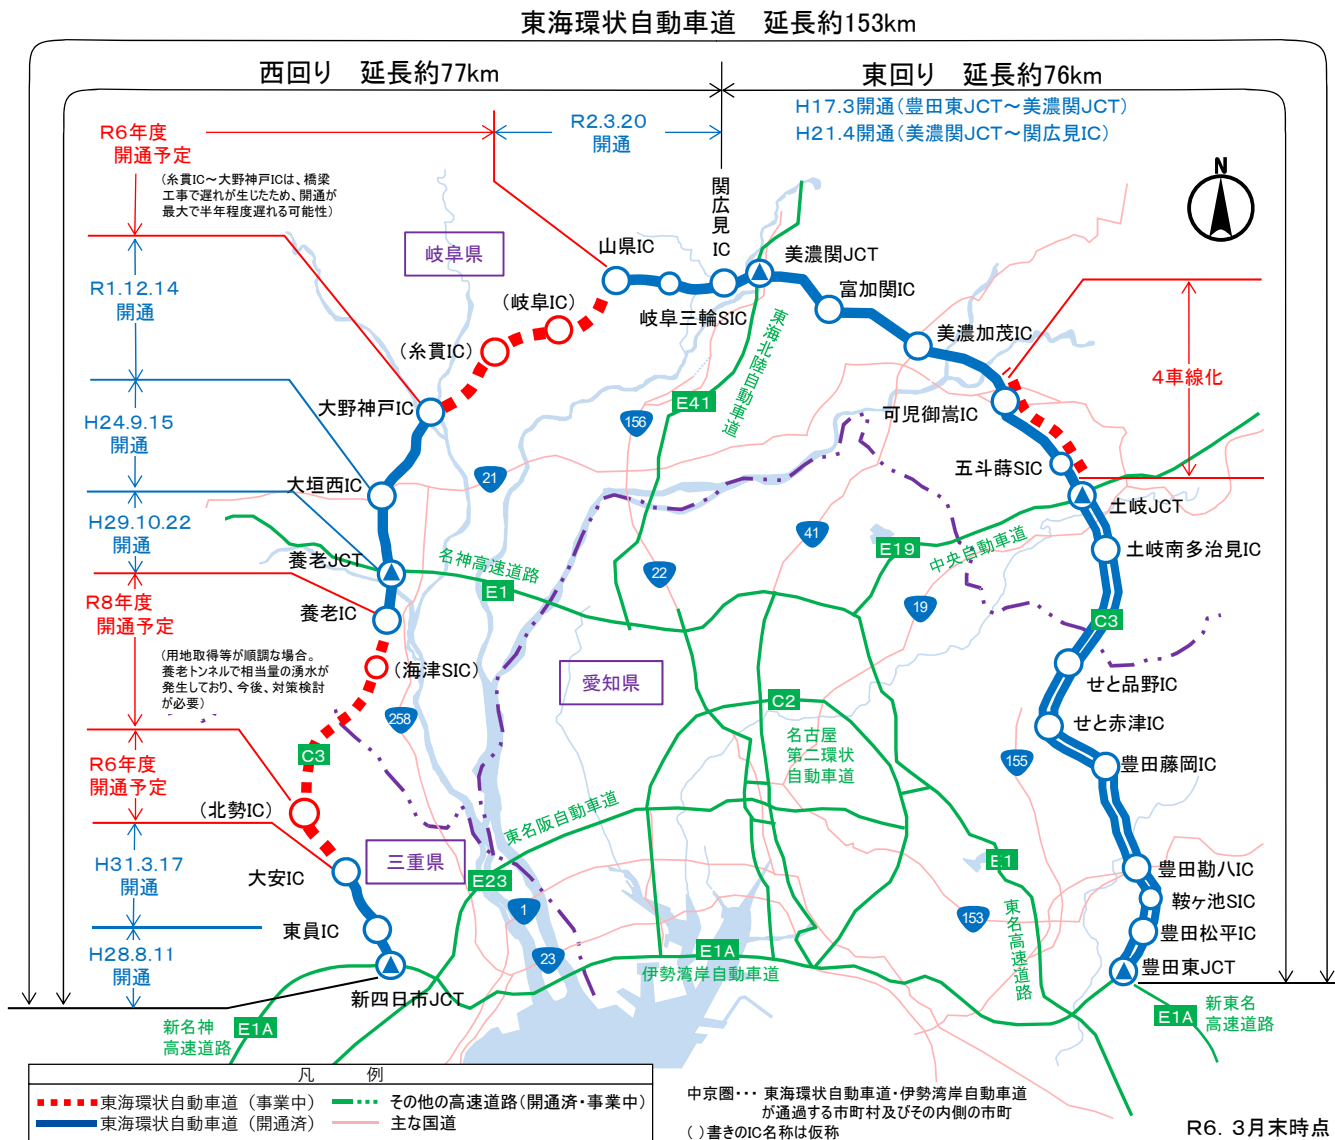 東海環状自動車道　延長約153km
西回り　延長約77km
東回り　延長約76km
H17.3開通(豊田東JCT～美濃関JCT)
H21.4開通(美濃関JCT～関広見IC)
R6年度
開通予定
R2.3.20
開通
(糸貫IC～大野神戸ICは、橋梁
工事で遅れが生じたため、開通が
最大で半年程度遅れる可能性)
N
関広見IC
山県IC
美濃関JCT
岐阜県
富加関IC
R1.12.14
開通
(岐阜IC)
岐阜三輪SIC
美濃加茂IC
(糸貫IC)
東海北陸自動車道
4車線化
大野神戸IC
E41
可児御嵩IC
H24.9.15
開通
156
五斗蒔SIC
21
大垣西IC
土岐JCT
H29.10.22
開通
41
E19
中央自動車道
土岐南多治見IC
養老JCT
名神高速道路
E1
22
19
R8年度
開通予定
養老IC
C3
(用地取得等が順調な場合。
養老トンネルで相当量の湧水が
発生しており、今後、対策検討
が必要)
(海津SIC)
愛知県
せと品野IC
C2
258
せと赤津IC
名古屋
第二環状
自動車道
C3
155
R6年度
開通予定
豊田藤岡IC
(北勢IC)
東名阪自動車道
H31.3.17
開通
三重県
E1
大安IC
E23
豊田勘八IC
鞍ヶ池SIC
1
153
東名高速道路
東員IC
豊田松平IC
H28.8.11
開通
23
E1A
伊勢湾岸自動車道
豊田東JCT
新四日市JCT
新名神
高速道路
E1A
E1A
新東名
高速道路
凡　　例
東海環状自動車道 (事業中)
その他の高速道路(開通済・事業中)
東海環状自動車道 (開通済)
主な国道
中京圏・・・ 東海環状自動車道・伊勢湾岸自動車道
が通過する市町村及びその内側の市町
( )書きのIC名称は仮称
R6. 3月末時点